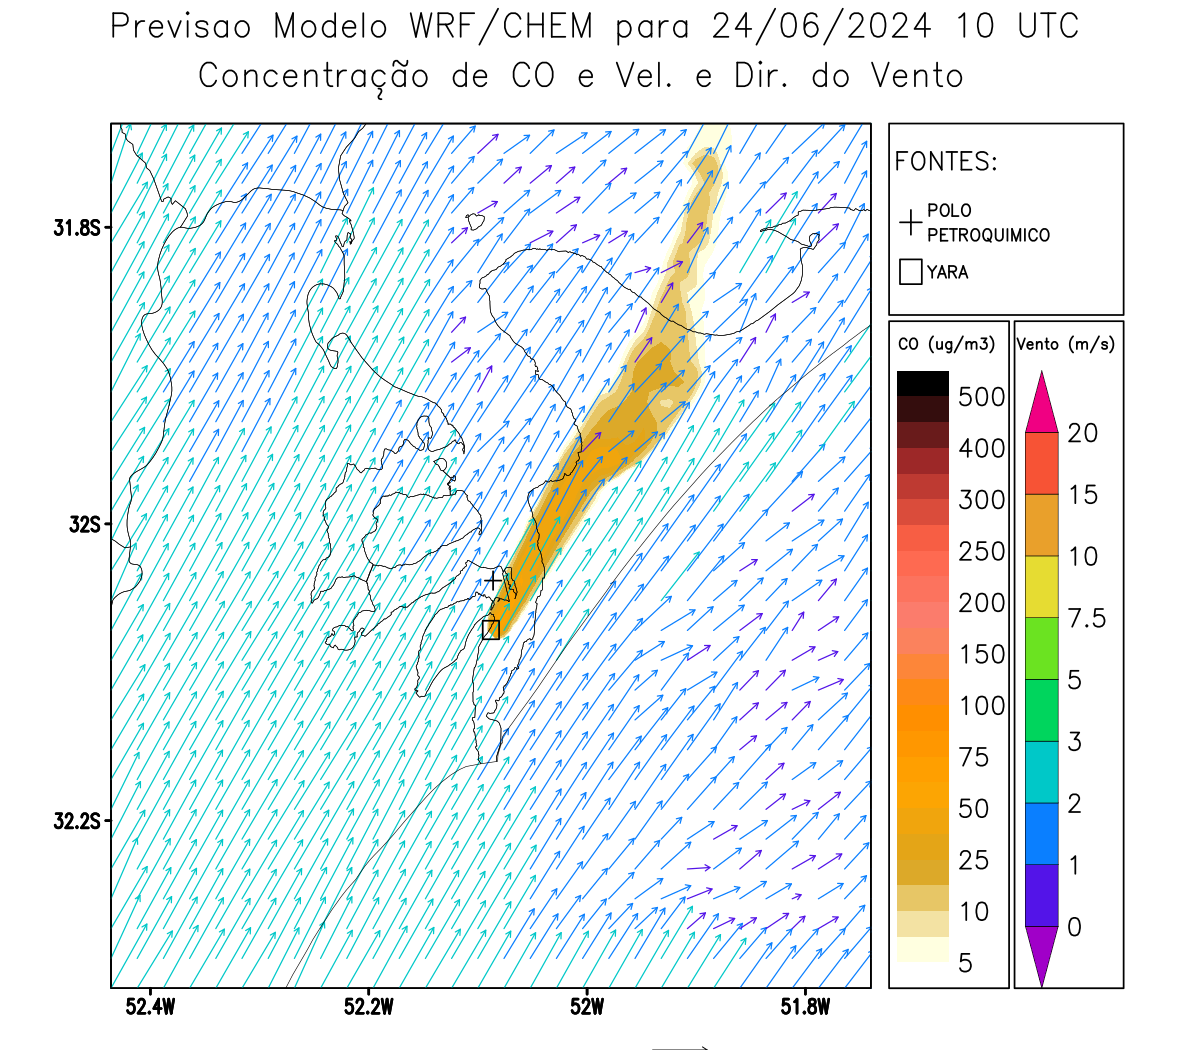 Previsao Modelo WRF/CHEM para 24/06/2024 10 UTC
Concentração de CO e Vel. e Dir. do Vento
FONTES:
POLO
PETROQUIMICO
YARA
CO (ug/m3)
500
400
300
250
200
150
100
75
50
25
10
5
Vento (m/s)
20
15
10
7.5
5
3
2
1
0
31.8S
32S
32.2S
52.4W
52.2W
52W
51.8W